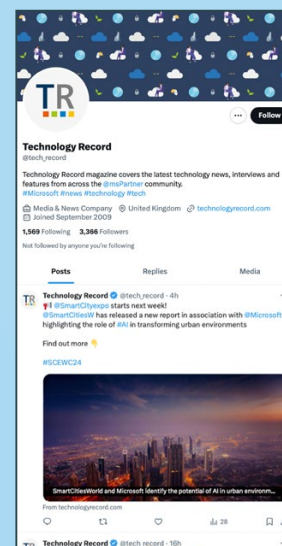 TR
Follow
Technology Record
@tech_record
Technology Record magazine covers the latest technology news, interviews and
features from across the @msPartner community.
#Microsoft #news #technology #tech
Media & News Company United Kingdom technologyrecord.com
Joined September 2009
1,569 Following 3,366 Followers
Not followed by anyone you're following
Posts Replies Media
TR
Technology Record @tech_record · 4h
@SmartCityexpo starts next week!
@SmartCitiesW has released a new report in association with @Microsoft
highlighting the role of #AI in transforming urban environments
Find out more
#SCEWC24
SmartCitiesWorld and Microsoft identify the potential of AI in urban environm...
From technologyrecord.com
28
Technology Record @tech_record · 16h